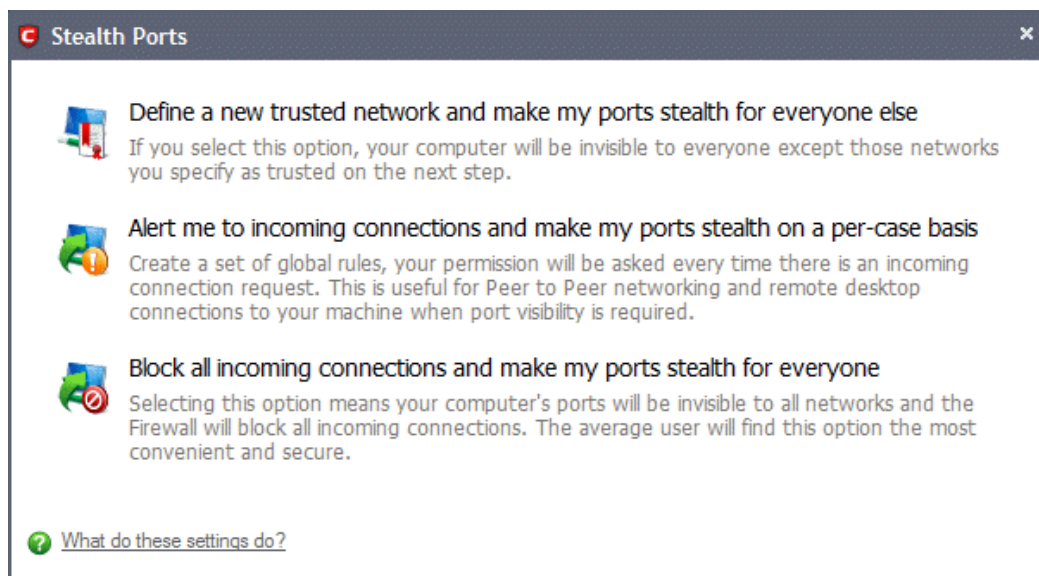 Stealth Ports
Define a new trusted network and make my ports stealth for everyone else
If you select this option, your computer will be invisible to everyone except those networks
you specify as trusted on the next step.
Alert me to incoming connections and make my ports stealth on a per-case basis
Create a set of global rules, your permission will be asked every time there is an incoming
connection request. This is useful for Peer to Peer networking and remote desktop
connections to your machine when port visibility is required.
Block all incoming connections and make my ports stealth for everyone
Selecting this option means your computer's ports will be invisible to all networks and the
Firewall will block all incoming connections. The average user will find this option the most
convenient and secure.
What do these settings do?